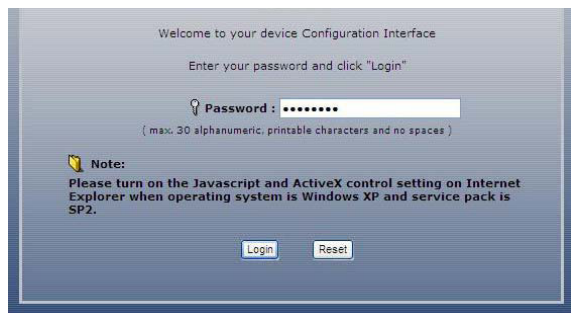 Welcome to your device Configuration Interface
Enter your password and click "Login"
Password : ••••••••
( max. 30 alphanumeric, printable characters and no spaces )
Note:
Please turn on the Javascript and ActiveX control setting on Internet
Explorer when operating system is Windows XP and service pack is
SP2.
Login Reset